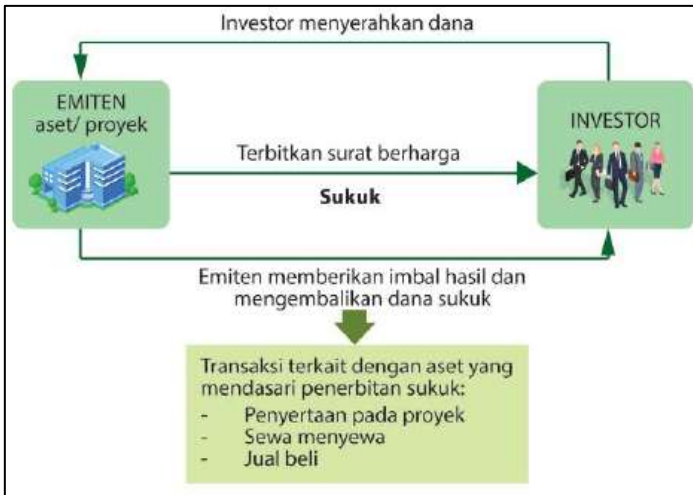 Investor menyerahkan dana
EMITEN
aset/ proyek
INVESTOR
Terbitkan surat berharga
Sukuk
Emiten memberikan imbal hasil dan
mengembalikan dana sukuk
Transaksi terkait dengan aset yang
mendasari penerbitan sukuk:
- Penyertaan pada proyek
- Sewa menyewa
- Jual beli